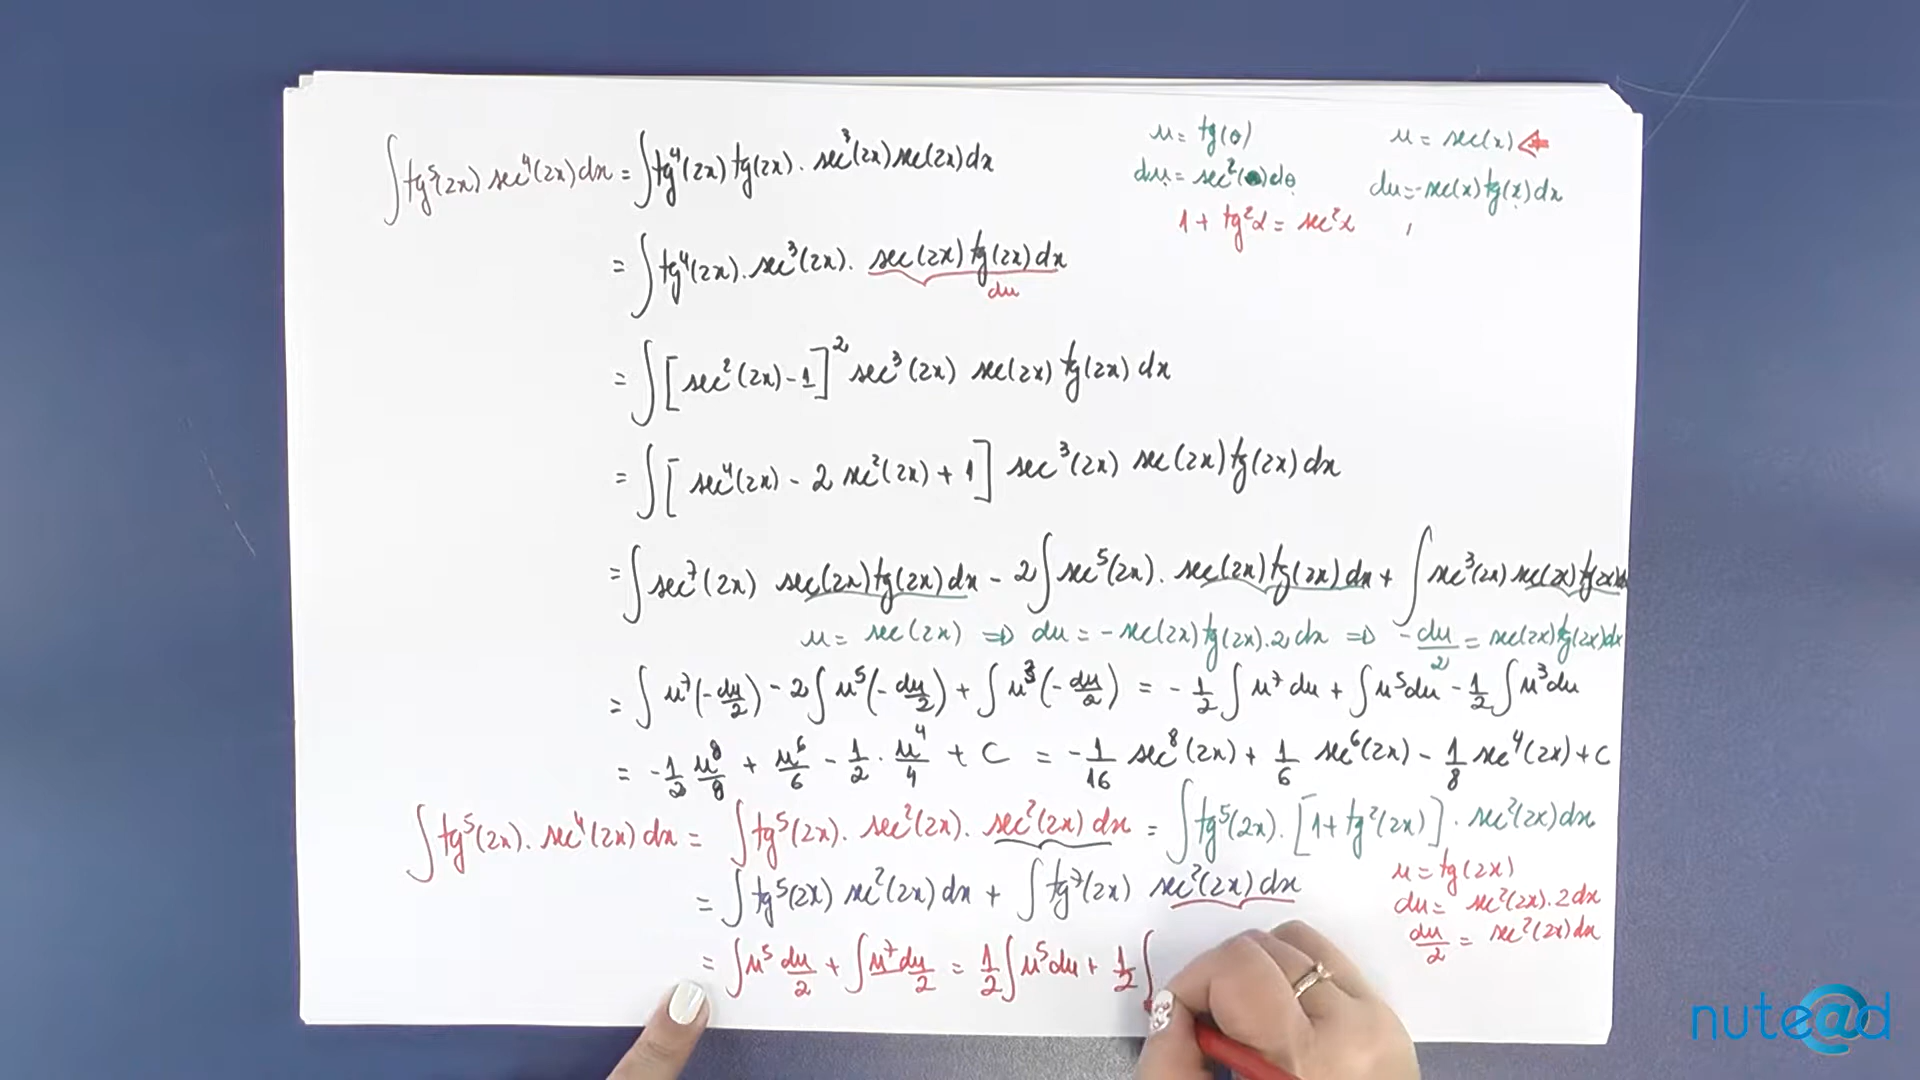 ∫tg⁵(2x) sec⁴(2x)dx = ∫tg⁴(2x) tg(2x) . sec³(2x) sec(2x)dx
u = tg(θ)
du = sec²( )dθ
1 + tg²α = sec²α
u = sec(x)
du = -sec(x) tg(x)dx
= ∫tg⁴(2x) . sec³(2x) . sec(2x) tg(2x)dx
du
= ∫[sec²(2x) - 1]² sec³(2x) sec(2x) tg(2x) dx
= ∫[sec⁴(2x) - 2 sec²(2x) + 1] sec³(2x) sec(2x) tg(2x) dx
= ∫sec⁷(2x) sec(2x) tg(2x) dx - 2∫sec⁵(2x) . sec(2x) tg(2x) dx + ∫sec³(2x) sec(2x) tg(2x)dx
u = sec(2x) ⇒ du = -sec(2x) tg(2x).2 dx ⇒ -du/2 = sec(2x) tg(2x)dx
= ∫u⁷(-du/2) - 2∫u⁵(-du/2) + ∫u³(-du/2) = -1/2 ∫u⁷ du + ∫u⁵du - 1/2 ∫u³du
= -1/2 u⁸/8 + u⁶/6 - 1/2 . u⁴/4 + C = -1/16 sec⁸(2x) + 1/6 sec⁶(2x) - 1/8 sec⁴(2x) + C
∫tg⁵(2x) . sec⁴(2x) dx = ∫tg⁵(2x) . sec²(2x) . sec²(2x) dx = ∫tg⁵(2x) . [1 + tg²(2x)] . sec²(2x)dx
= ∫tg⁵(2x) sec²(2x) dx + ∫tg⁷(2x) sec²(2x) dx
u = tg(2x)
du = sec²(2x).2dx
du/2 = sec²(2x)dx
= ∫u⁵ du/2 + ∫u⁷ du/2 = 1/2 ∫u⁵du + 1/2 ∫
nute@d